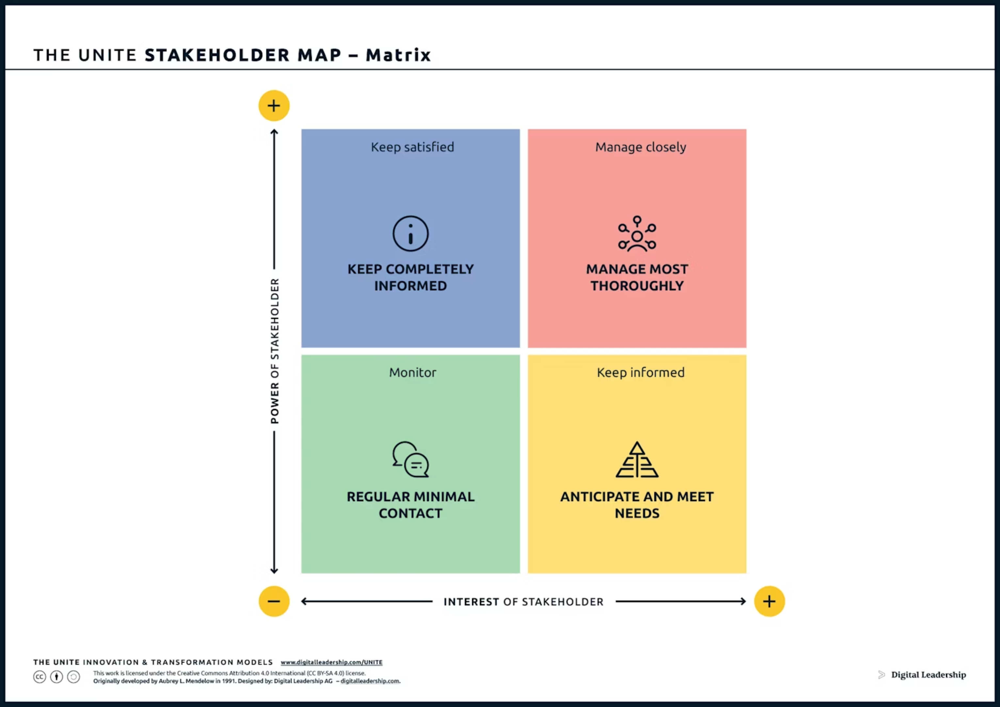 THE UNITE STAKEHOLDER MAP – Matrix
+
Keep satisfied
Manage closely
KEEP COMPLETELY
INFORMED
MANAGE MOST
THOROUGHLY
POWER OF STAKEHOLDER
Monitor
Keep informed
REGULAR MINIMAL
CONTACT
ANTICIPATE AND MEET
NEEDS
–
INTEREST OF STAKEHOLDER
+
THE UNITE INNOVATION & TRANSFORMATION MODELS www.digitalleadership.com/UNITE
cc
This work is licensed under the Creative Commons Attribution 4.0 International (CC BY-SA 4.0) license.
Originally developed by Aubrey L. Mendelow in 1991. Designed by: Digital Leadership AG – digitalleadership.com.
Digital Leadership